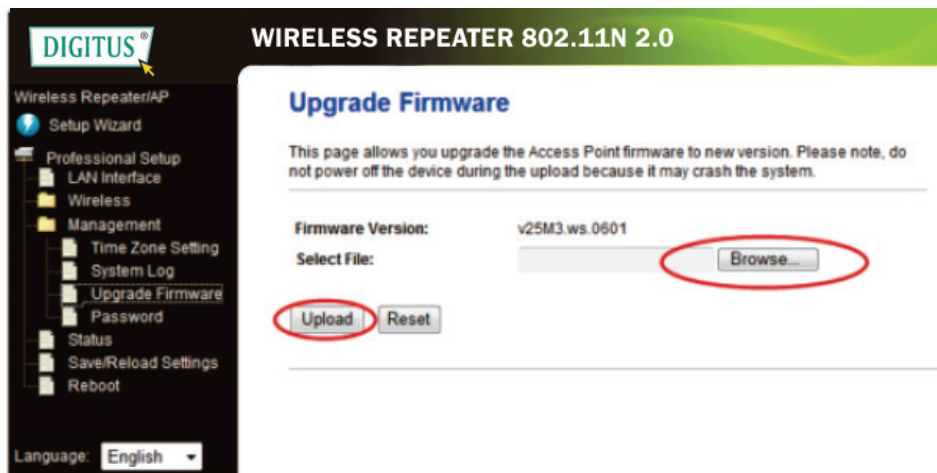 DIGITUS®
WIRELESS REPEATER 802.11N 2.0
Wireless Repeater/AP
Setup Wizard
Professional Setup
LAN Interface
Wireless
Management
Time Zone Setting
System Log
Upgrade Firmware
Password
Status
Save/Reload Settings
Reboot
Language: English
Upgrade Firmware
This page allows you upgrade the Access Point firmware to new version. Please note, do
not power off the device during the upload because it may crash the system.
Firmware Version: v25M3.ws.0601
Select File: Browse...
Upload Reset